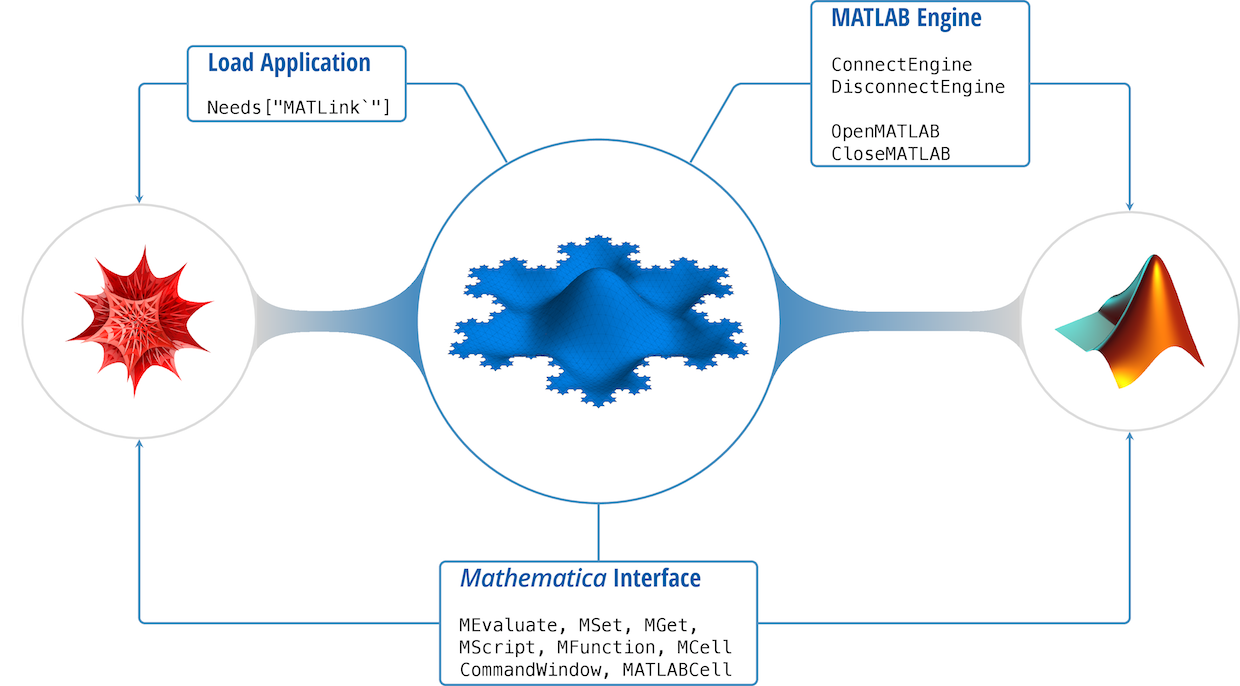 MATLAB Engine
ConnectEngine
DisconnectEngine
OpenMATLAB
CloseMATLAB
Load Application
Needs["MATLink`"]
Mathematica Interface
MEvaluate, MSet, MGet,
MScript, MFunction, MCell
CommandWindow, MATLABCell